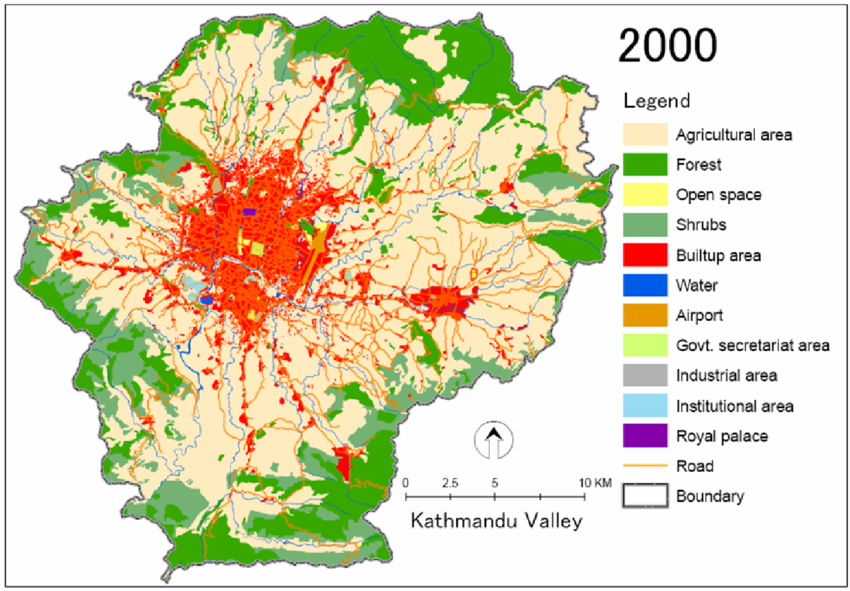 2000
Legend
Agricultural area
Forest
Open space
Shrubs
Builtup area
Water
Airport
Govt. secretariat area
Industrial area
Institutional area
Royal palace
Road
Boundary
0 2.5 5 10 KM
Kathmandu Valley